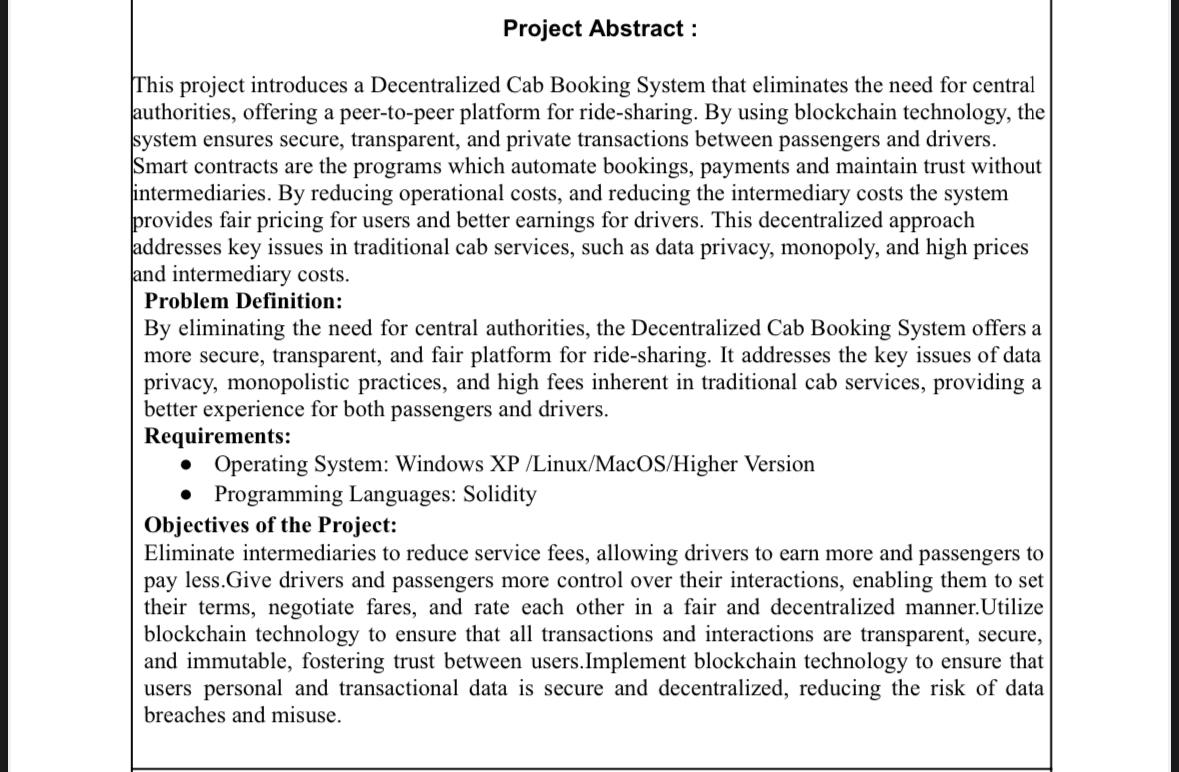 Project Abstract :
This project introduces a Decentralized Cab Booking System that eliminates the need for central
authorities, offering a peer-to-peer platform for ride-sharing. By using blockchain technology, the
system ensures secure, transparent, and private transactions between passengers and drivers.
Smart contracts are the programs which automate bookings, payments and maintain trust without
intermediaries. By reducing operational costs, and reducing the intermediary costs the system
provides fair pricing for users and better earnings for drivers. This decentralized approach
addresses key issues in traditional cab services, such as data privacy, monopoly, and high prices
and intermediary costs.
Problem Definition:
By eliminating the need for central authorities, the Decentralized Cab Booking System offers a
more secure, transparent, and fair platform for ride-sharing. It addresses the key issues of data
privacy, monopolistic practices, and high fees inherent in traditional cab services, providing a
better experience for both passengers and drivers.
Requirements:
● Operating System: Windows XP /Linux/MacOS/Higher Version
● Programming Languages: Solidity
Objectives of the Project:
Eliminate intermediaries to reduce service fees, allowing drivers to earn more and passengers to
pay less.Give drivers and passengers more control over their interactions, enabling them to set
their terms, negotiate fares, and rate each other in a fair and decentralized manner.Utilize
blockchain technology to ensure that all transactions and interactions are transparent, secure,
and immutable, fostering trust between users.Implement blockchain technology to ensure that
users personal and transactional data is secure and decentralized, reducing the risk of data
breaches and misuse.